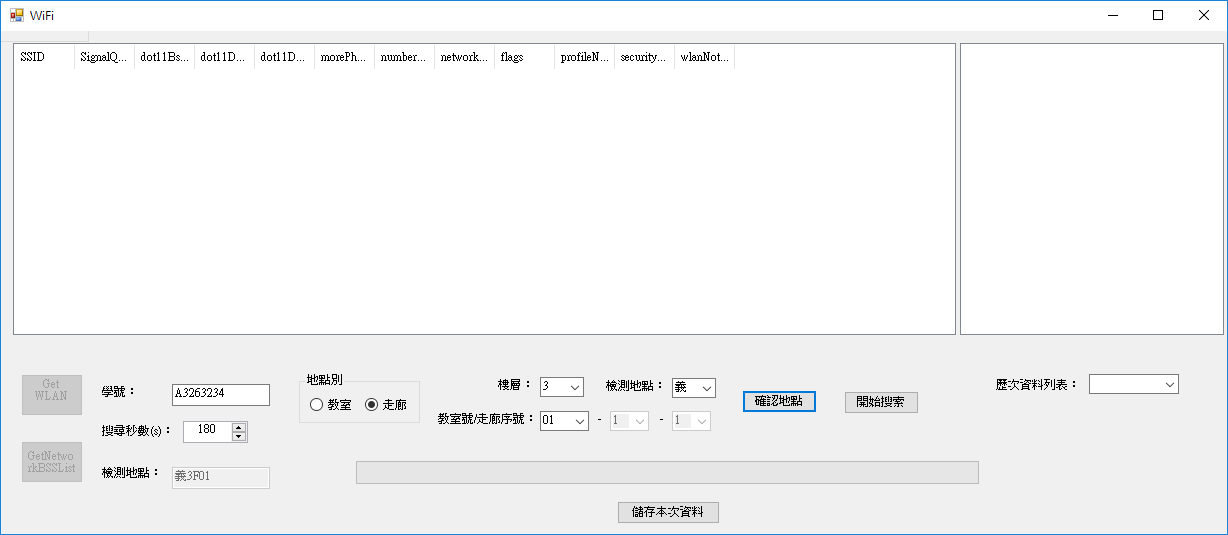 WiFi
SSID SignalQ... dot11Bs... dot11D... dot11D... morePh... number... network... flags profileN... security... wlanNot...
Get
WLAN
學號：
A3263234
地點別
教室 走廊
樓層： 3 檢測地點： 義
確認地點
開始搜索
歷次資料列表：
搜尋秒數(s)： 180
教室號/走廊序號： 01 - 1 - 1
GetNetwo
rkBSSList
檢測地點： 義3F01
儲存本次資料